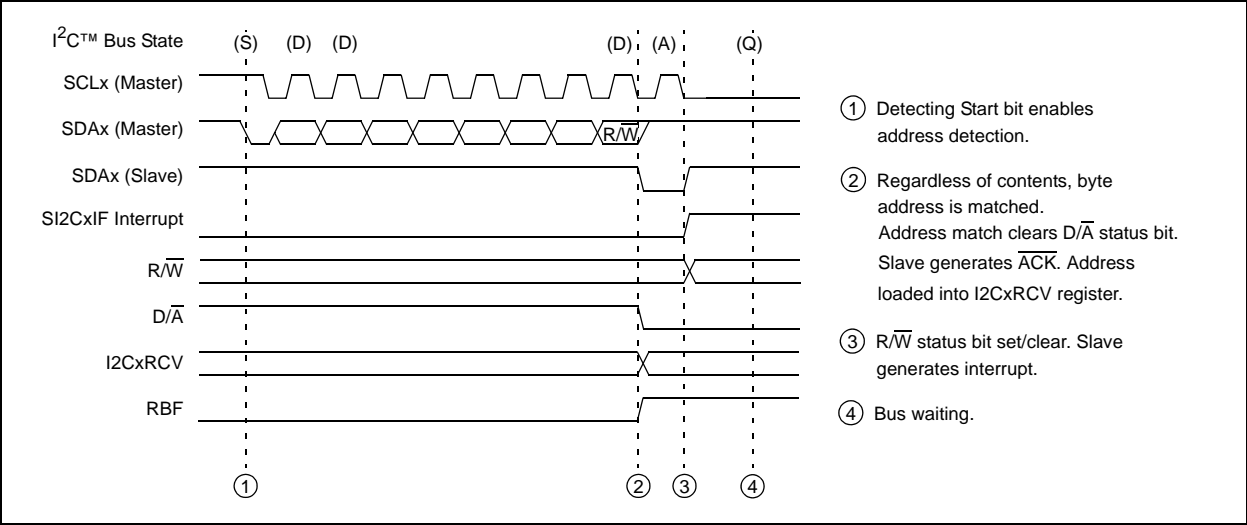 I²C™ Bus State (S) (D) (D) (D) (A) (Q)
SCLx (Master)
SDAx (Master) R/W̅
SDAx (Slave)
SI2CxIF Interrupt
R/W̅
D/A̅
I2CxRCV
RBF
1 2 3 4
1 Detecting Start bit enables
address detection.
2 Regardless of contents, byte
address is matched.
Address match clears D/A̅ status bit.
Slave generates A̅C̅K̅. Address
loaded into I2CxRCV register.
3 R/W̅ status bit set/clear. Slave
generates interrupt.
4 Bus waiting.